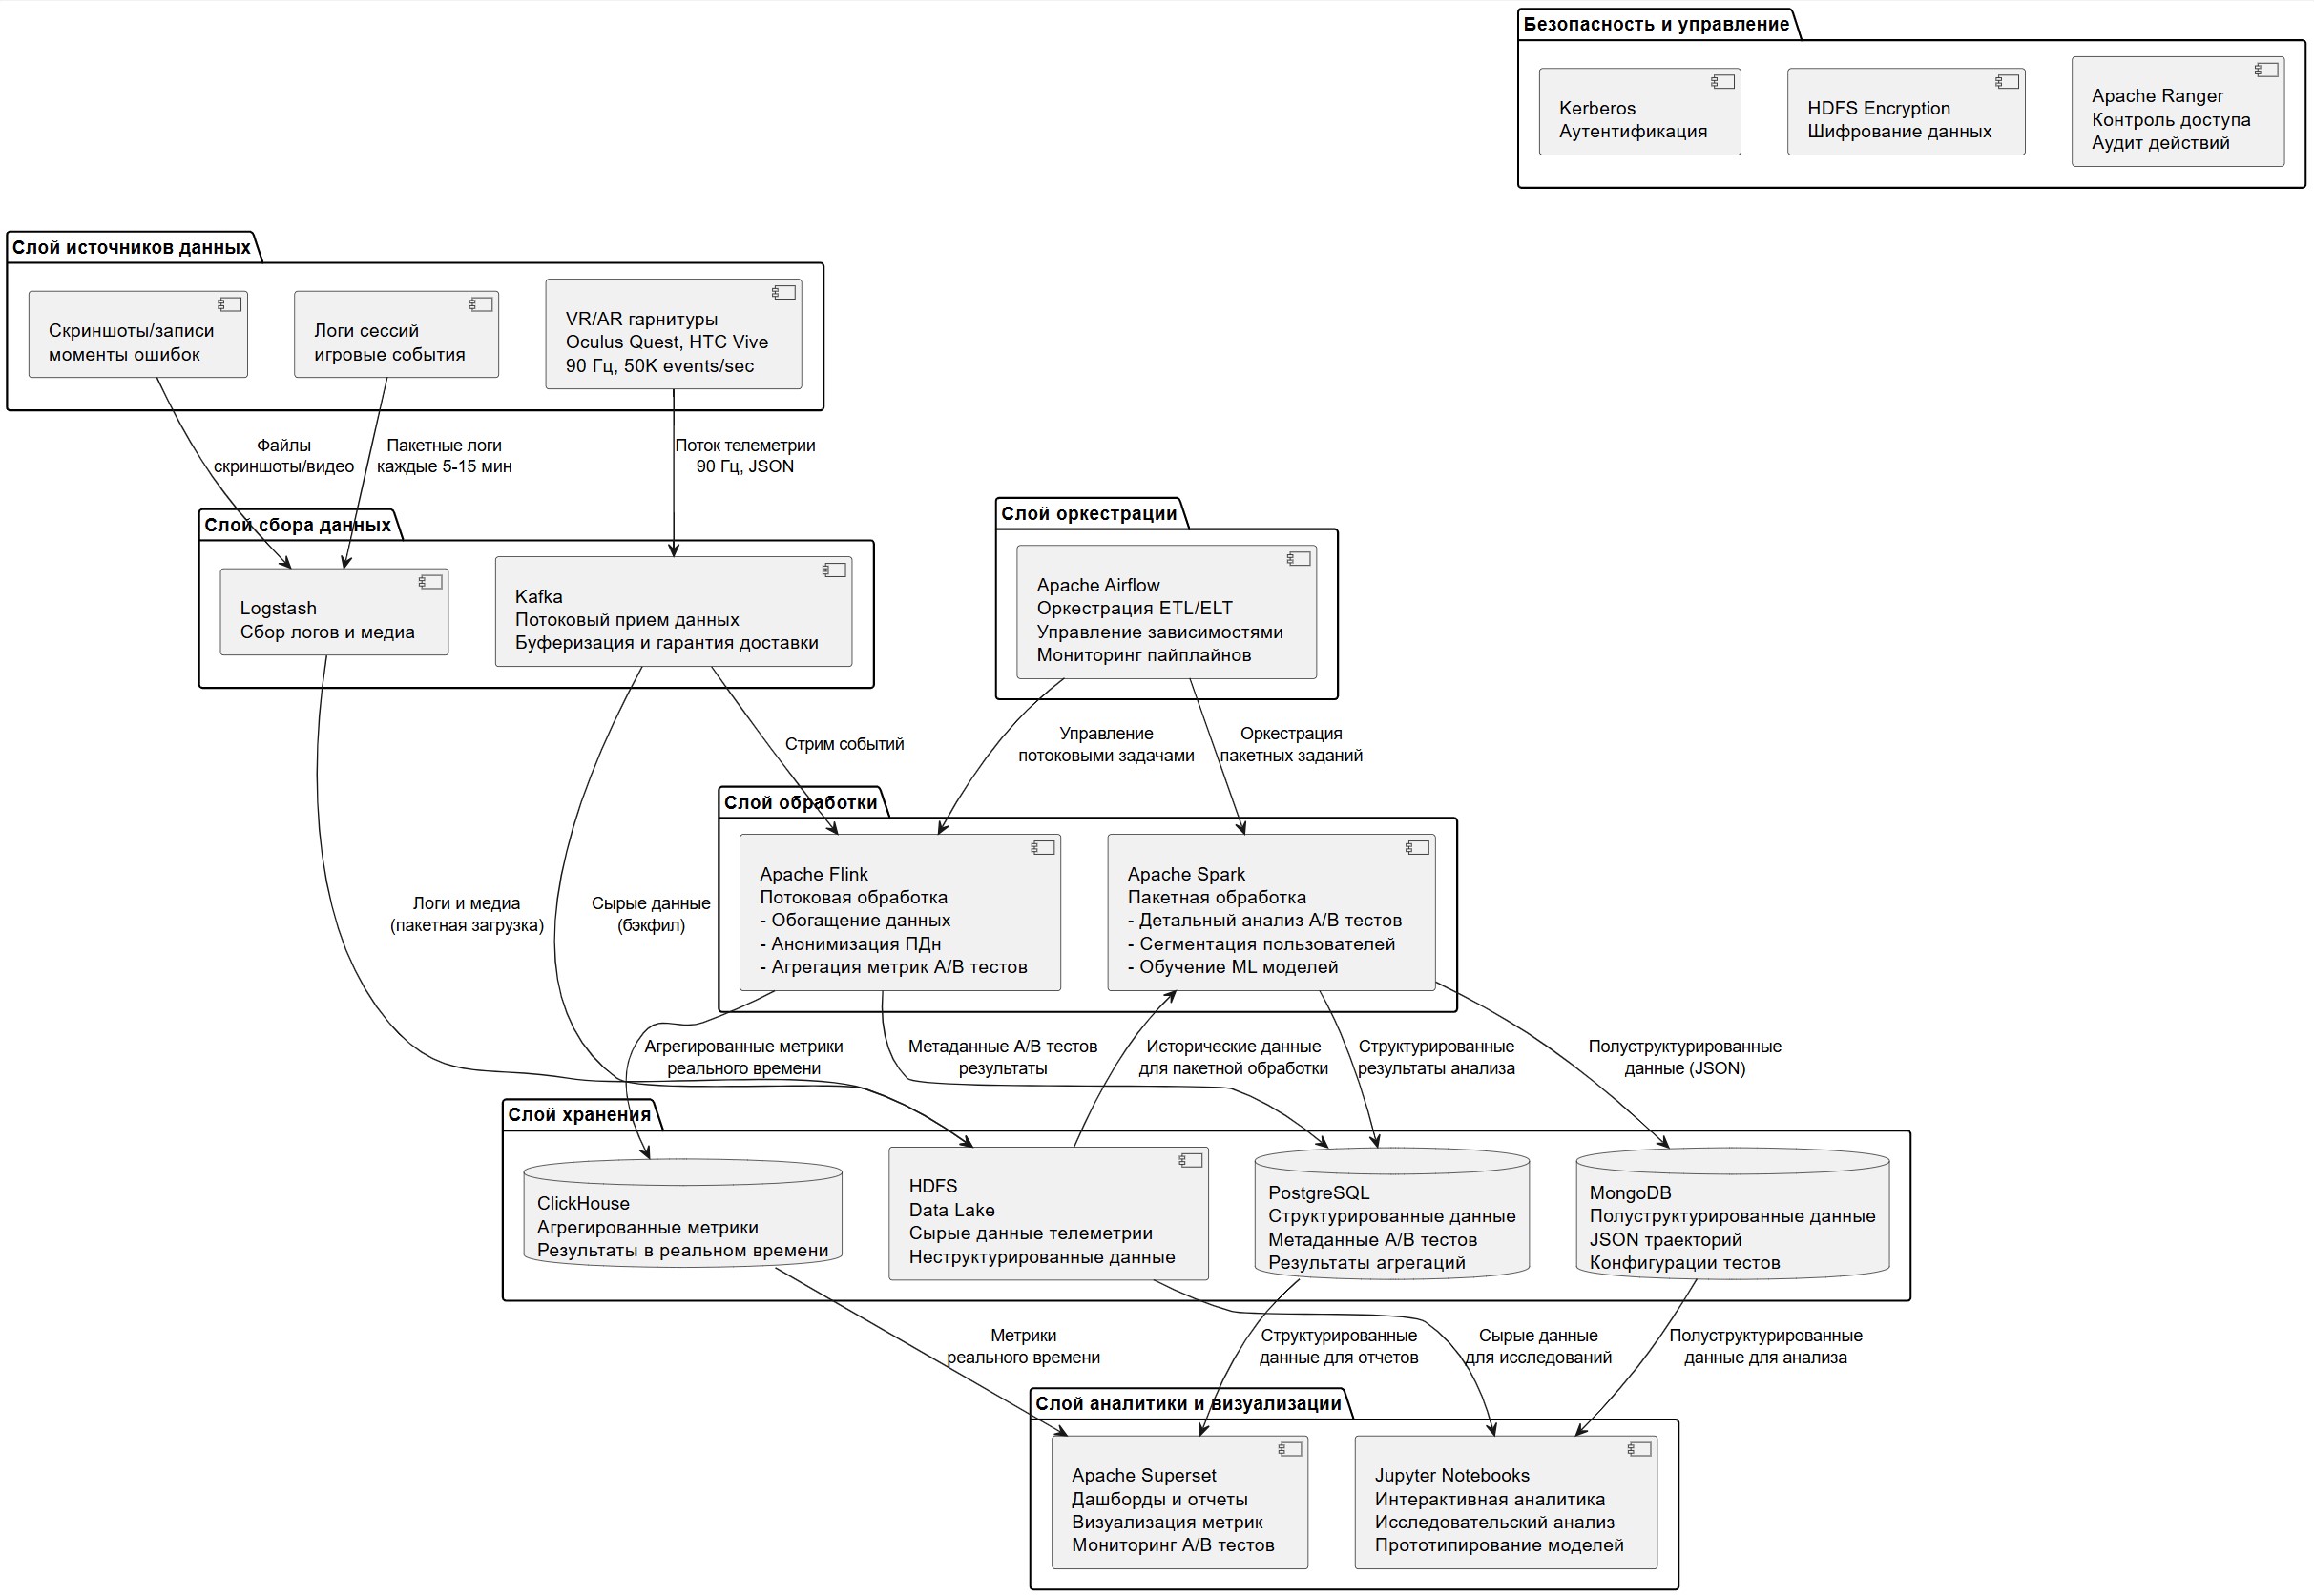 Безопасность и управление
Kerberos
Аутентификация
HDFS Encryption
Шифрование данных
Apache Ranger
Контроль доступа
Аудит действий
Слой источников данных
Скриншоты/записи
моменты ошибок
Логи сессий
игровые события
VR/AR гарнитуры
Oculus Quest, HTC Vive
90 Гц, 50K events/sec
Файлы
скриншоты/видео
Пакетные логи
каждые 5-15 мин
Поток телеметрии
90 Гц, JSON
Слой сбора данных
Logstash
Сбор логов и медиа
Kafka
Потоковый прием данных
Буферизация и гарантия доставки
Слой оркестрации
Apache Airflow
Оркестрация ETL/ELT
Управление зависимостями
Мониторинг пайплайнов
Стрим событий
Управление
потоковыми задачами
Оркестрация
пакетных заданий
Слой обработки
Apache Flink
Потоковая обработка
- Обогащение данных
- Анонимизация ПДн
- Агрегация метрик A/B тестов
Apache Spark
Пакетная обработка
- Детальный анализ A/B тестов
- Сегментация пользователей
- Обучение ML моделей
Логи и медиа
(пакетная загрузка)
Сырые данные
(бэкфил)
Агрегированные метрики
реального времени
Метаданные A/B тестов
результаты
Исторические данные
для пакетной обработки
Структурированные
результаты анализа
Полуструктурированные
данные (JSON)
Слой хранения
ClickHouse
Агрегированные метрики
Результаты в реальном времени
HDFS
Data Lake
Сырые данные телеметрии
Неструктурированные данные
PostgreSQL
Структурированные данные
Метаданные A/B тестов
Результаты агрегаций
MongoDB
Полуструктурированные данные
JSON траекторий
Конфигурации тестов
Метрики
реального времени
Структурированные
данные для отчетов
Сырые данные
для исследований
Полуструктурированные
данные для анализа
Слой аналитики и визуализации
Apache Superset
Дашборды и отчеты
Визуализация метрик
Мониторинг A/B тестов
Jupyter Notebooks
Интерактивная аналитика
Исследовательский анализ
Прототипирование моделей